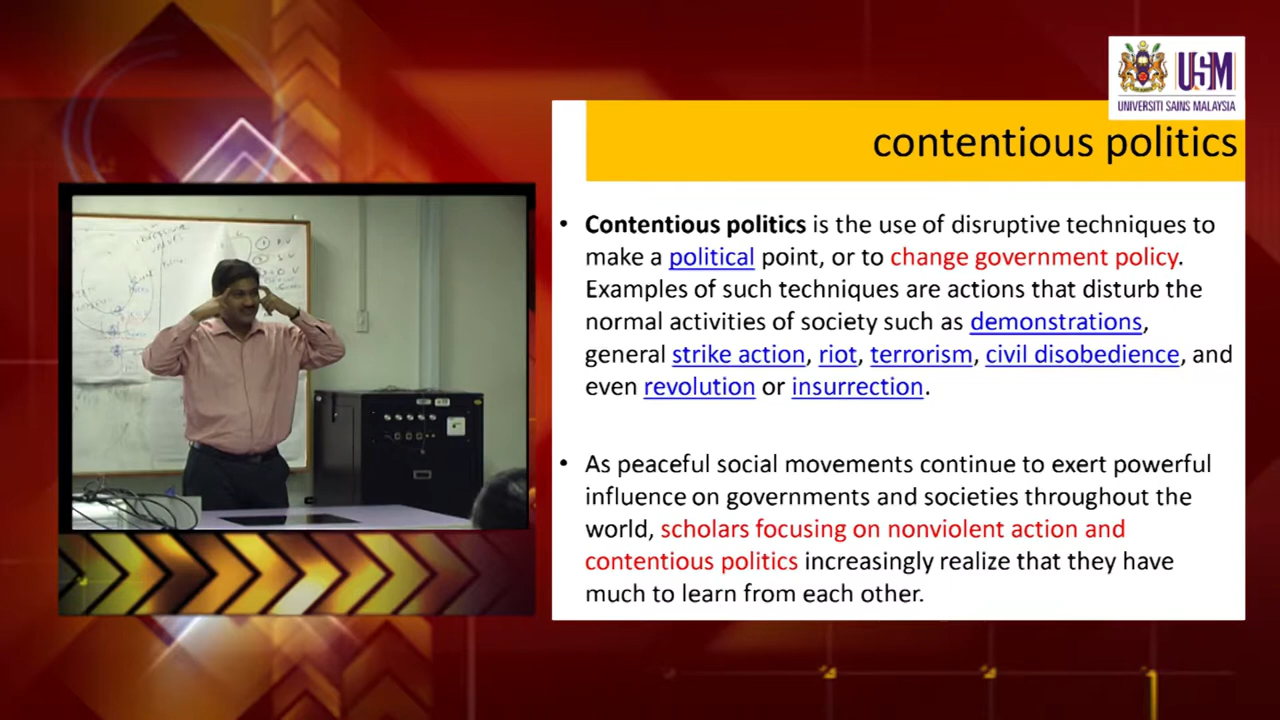 USM
UNIVERSITI SAINS MALAYSIA
contentious politics
• Contentious politics is the use of disruptive techniques to
make a political point, or to change government policy.
Examples of such techniques are actions that disturb the
normal activities of society such as demonstrations,
general strike action, riot, terrorism, civil disobedience, and
even revolution or insurrection.
• As peaceful social movements continue to exert powerful
influence on governments and societies throughout the
world, scholars focusing on nonviolent action and
contentious politics increasingly realize that they have
much to learn from each other.